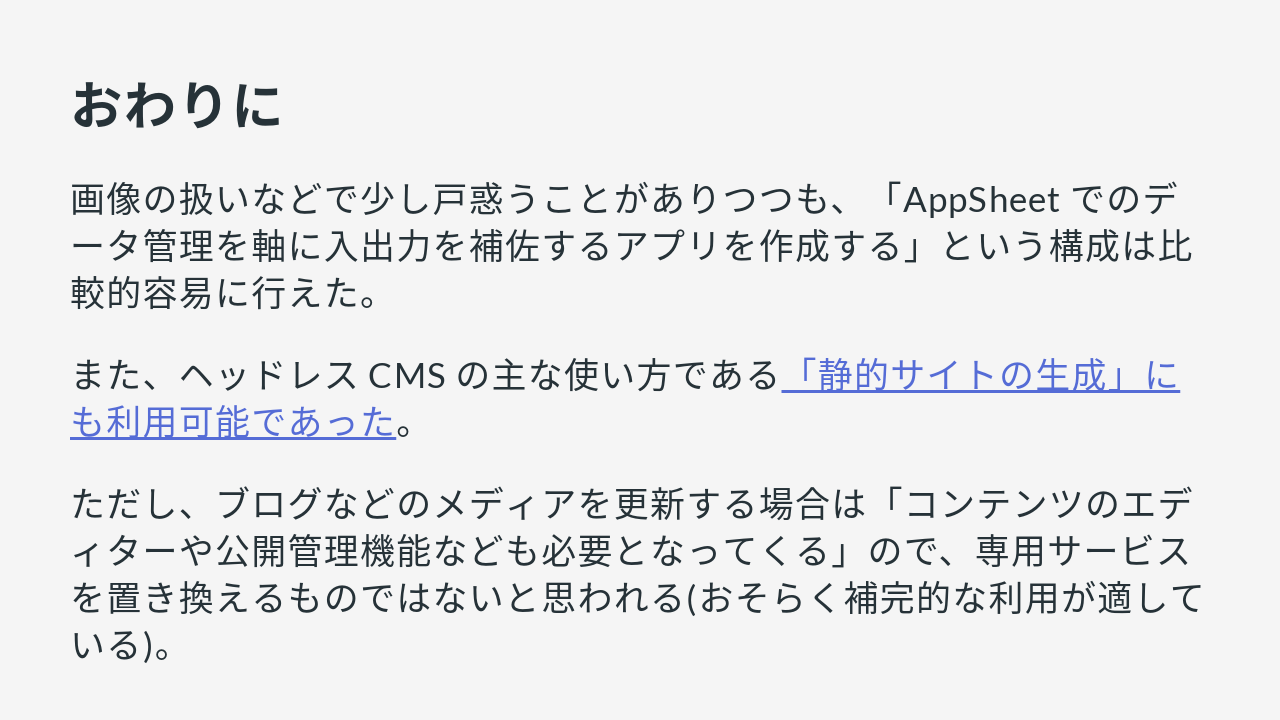 おわりに
画像の扱いなどで少し戸惑うことがありつつも、「AppSheet でのデ
ータ管理を軸に入出力を補佐するアプリを作成する」という構成は比
較的容易に行えた。
また、ヘッドレス CMS の主な使い方である「静的サイトの生成」に
も利用可能であった。
ただし、ブログなどのメディアを更新する場合は「コンテンツのエデ
ィターや公開管理機能なども必要となってくる」ので、専用サービス
を置き換えるものではないと思われる(おそらく補完的な利用が適して
いる)。